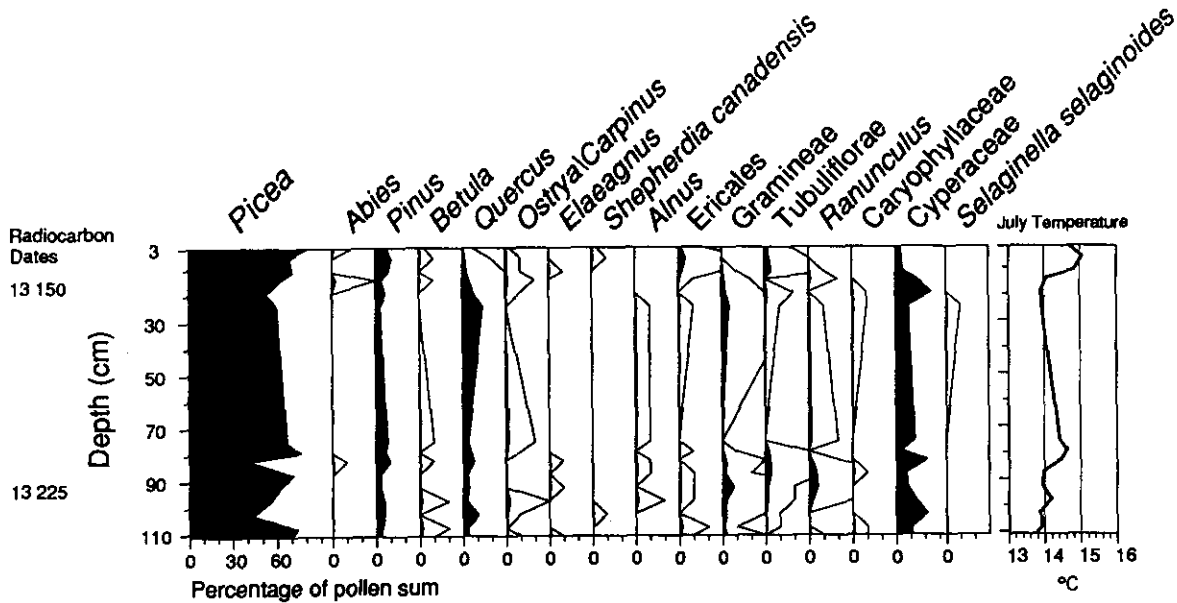 Picea
Abies
Pinus
Betula
Quercus
Ostrya\Carpinus
Elaeagnus
Shepherdia canadensis
Alnus
Ericales
Gramineae
Tubuliflorae
Ranunculus
Caryophyllaceae
Cyperaceae
Selaginella selaginoides
Radiocarbon
Dates
July Temperature
3
13 150
30
50
Depth (cm)
70
90
13 225
110
0 30 60 0 0 0 0 0 0 0 0 0 0 0 0 0 0 0 13 14 15 16
Percentage of pollen sum
°C